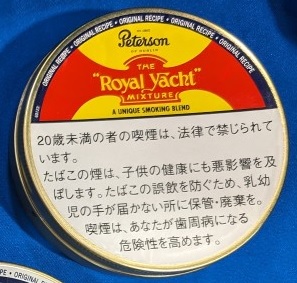 ORIGINAL RECIPE • ORIGINAL RECIPE • ORIGINAL RECIPE
Peterson
OF DUBLIN
THE
"Royal Yacht"
MIXTURE
A UNIQUE SMOKING BLEND
20歳未満の者の喫煙は、法律で禁じられて
います。
たばこの煙は、子供の健康にも悪影響を及
ぼします。たばこの誤飲を防ぐため、乳幼
児の手が届かない所に保管・廃棄を。
喫煙は、あなたが歯周病になる
危険性を高めます。
RECIPE • ORIGINAL